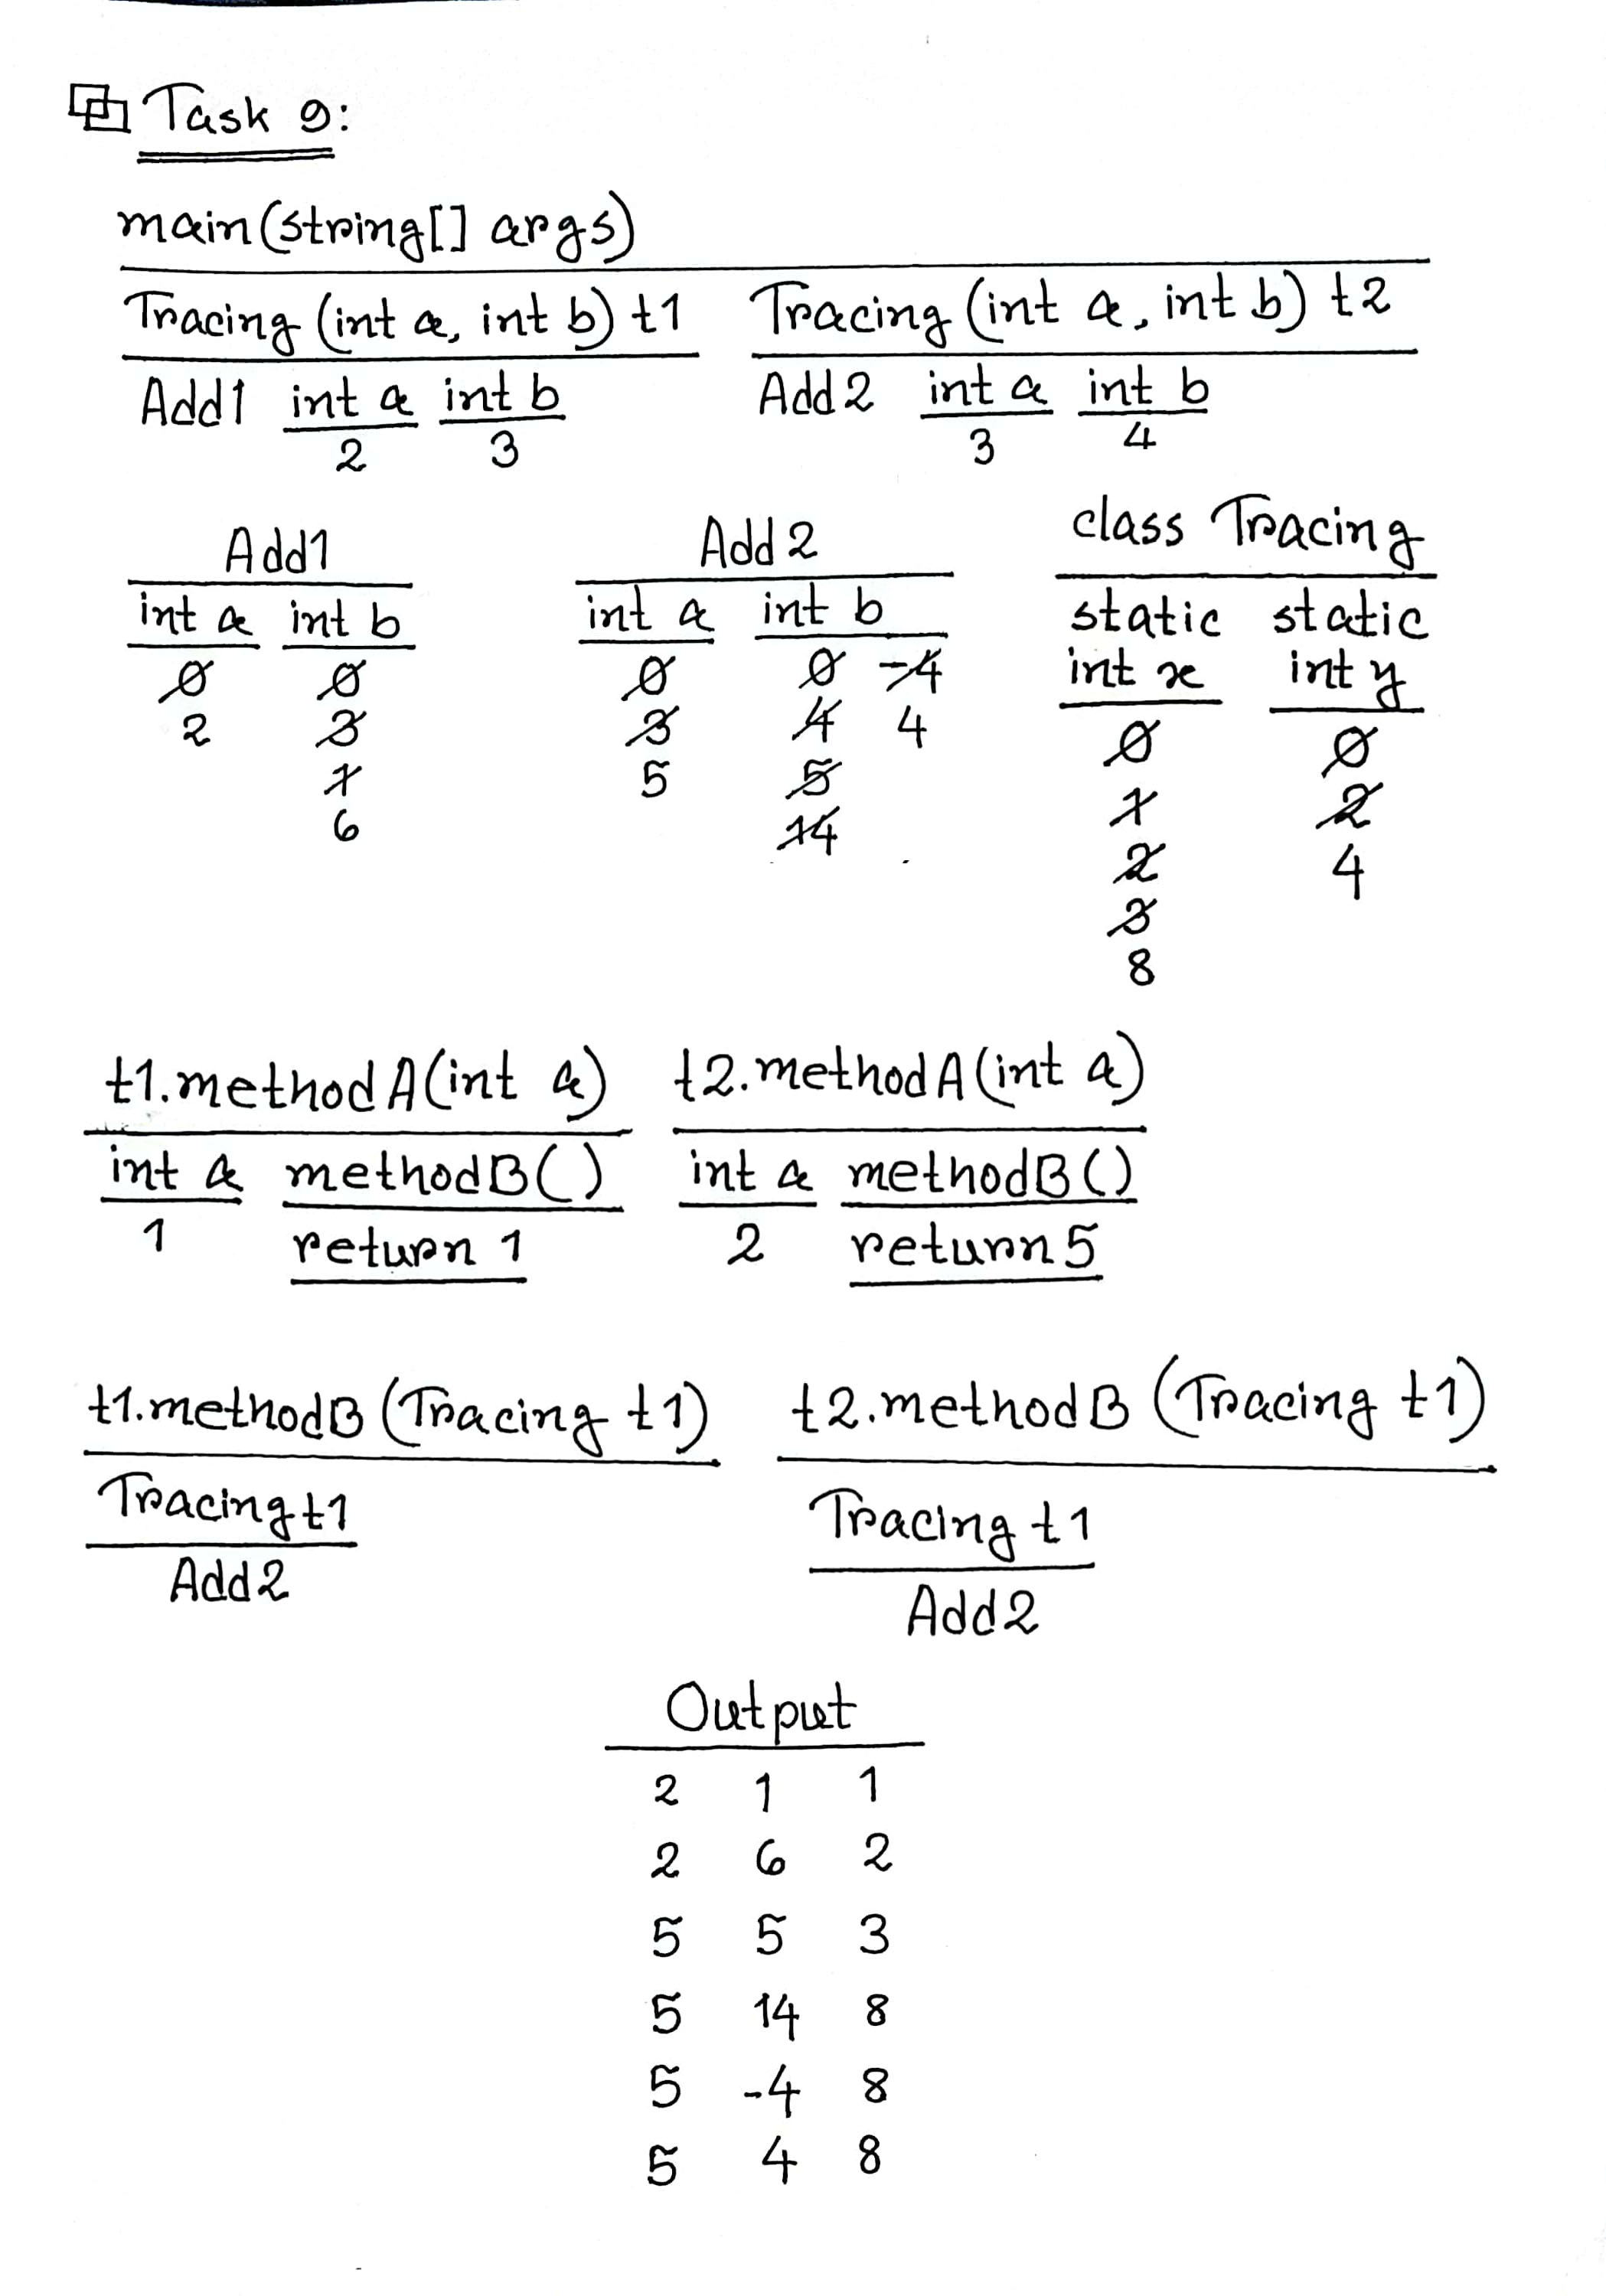 Task 9:
main(string[] args)
Tracing (int a, int b) t1 Tracing (int a, int b) t2
Add1 int a int b Add2 int a int b
2 3 3 4
Add1 Add2 class Tracing
int a int b int a int b static static
int x int y
0 0 0 0 -4
2 3 3 4 4 0 0
1 5 5 1 2
6 14 2 4
3
8
t1.methodA(int a) t2.methodA(int a)
int a methodB() int a methodB()
1 return 1 2 return 5
t1.methodB (Tracing t1) t2.methodB (Tracing t1)
Tracing t1 Tracing t1
Add2 Add2
Output
2 1 1
2 6 2
5 5 3
5 14 8
5 -4 8
5 4 8